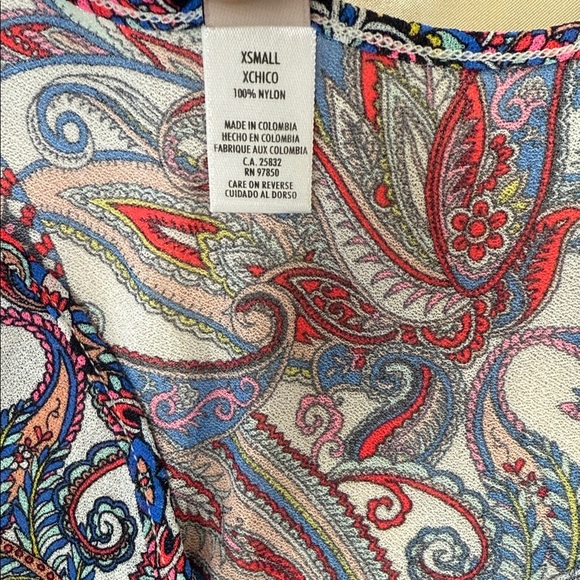 XSMALL
XCHICO
100% NYLON
MADE IN COLOMBIA
HECHO EN COLOMBIA
FABRIQUE AUX COLOMBIA
C.A. 25832
RN 97850
CARE ON REVERSE
CUIDADO AL DORSO